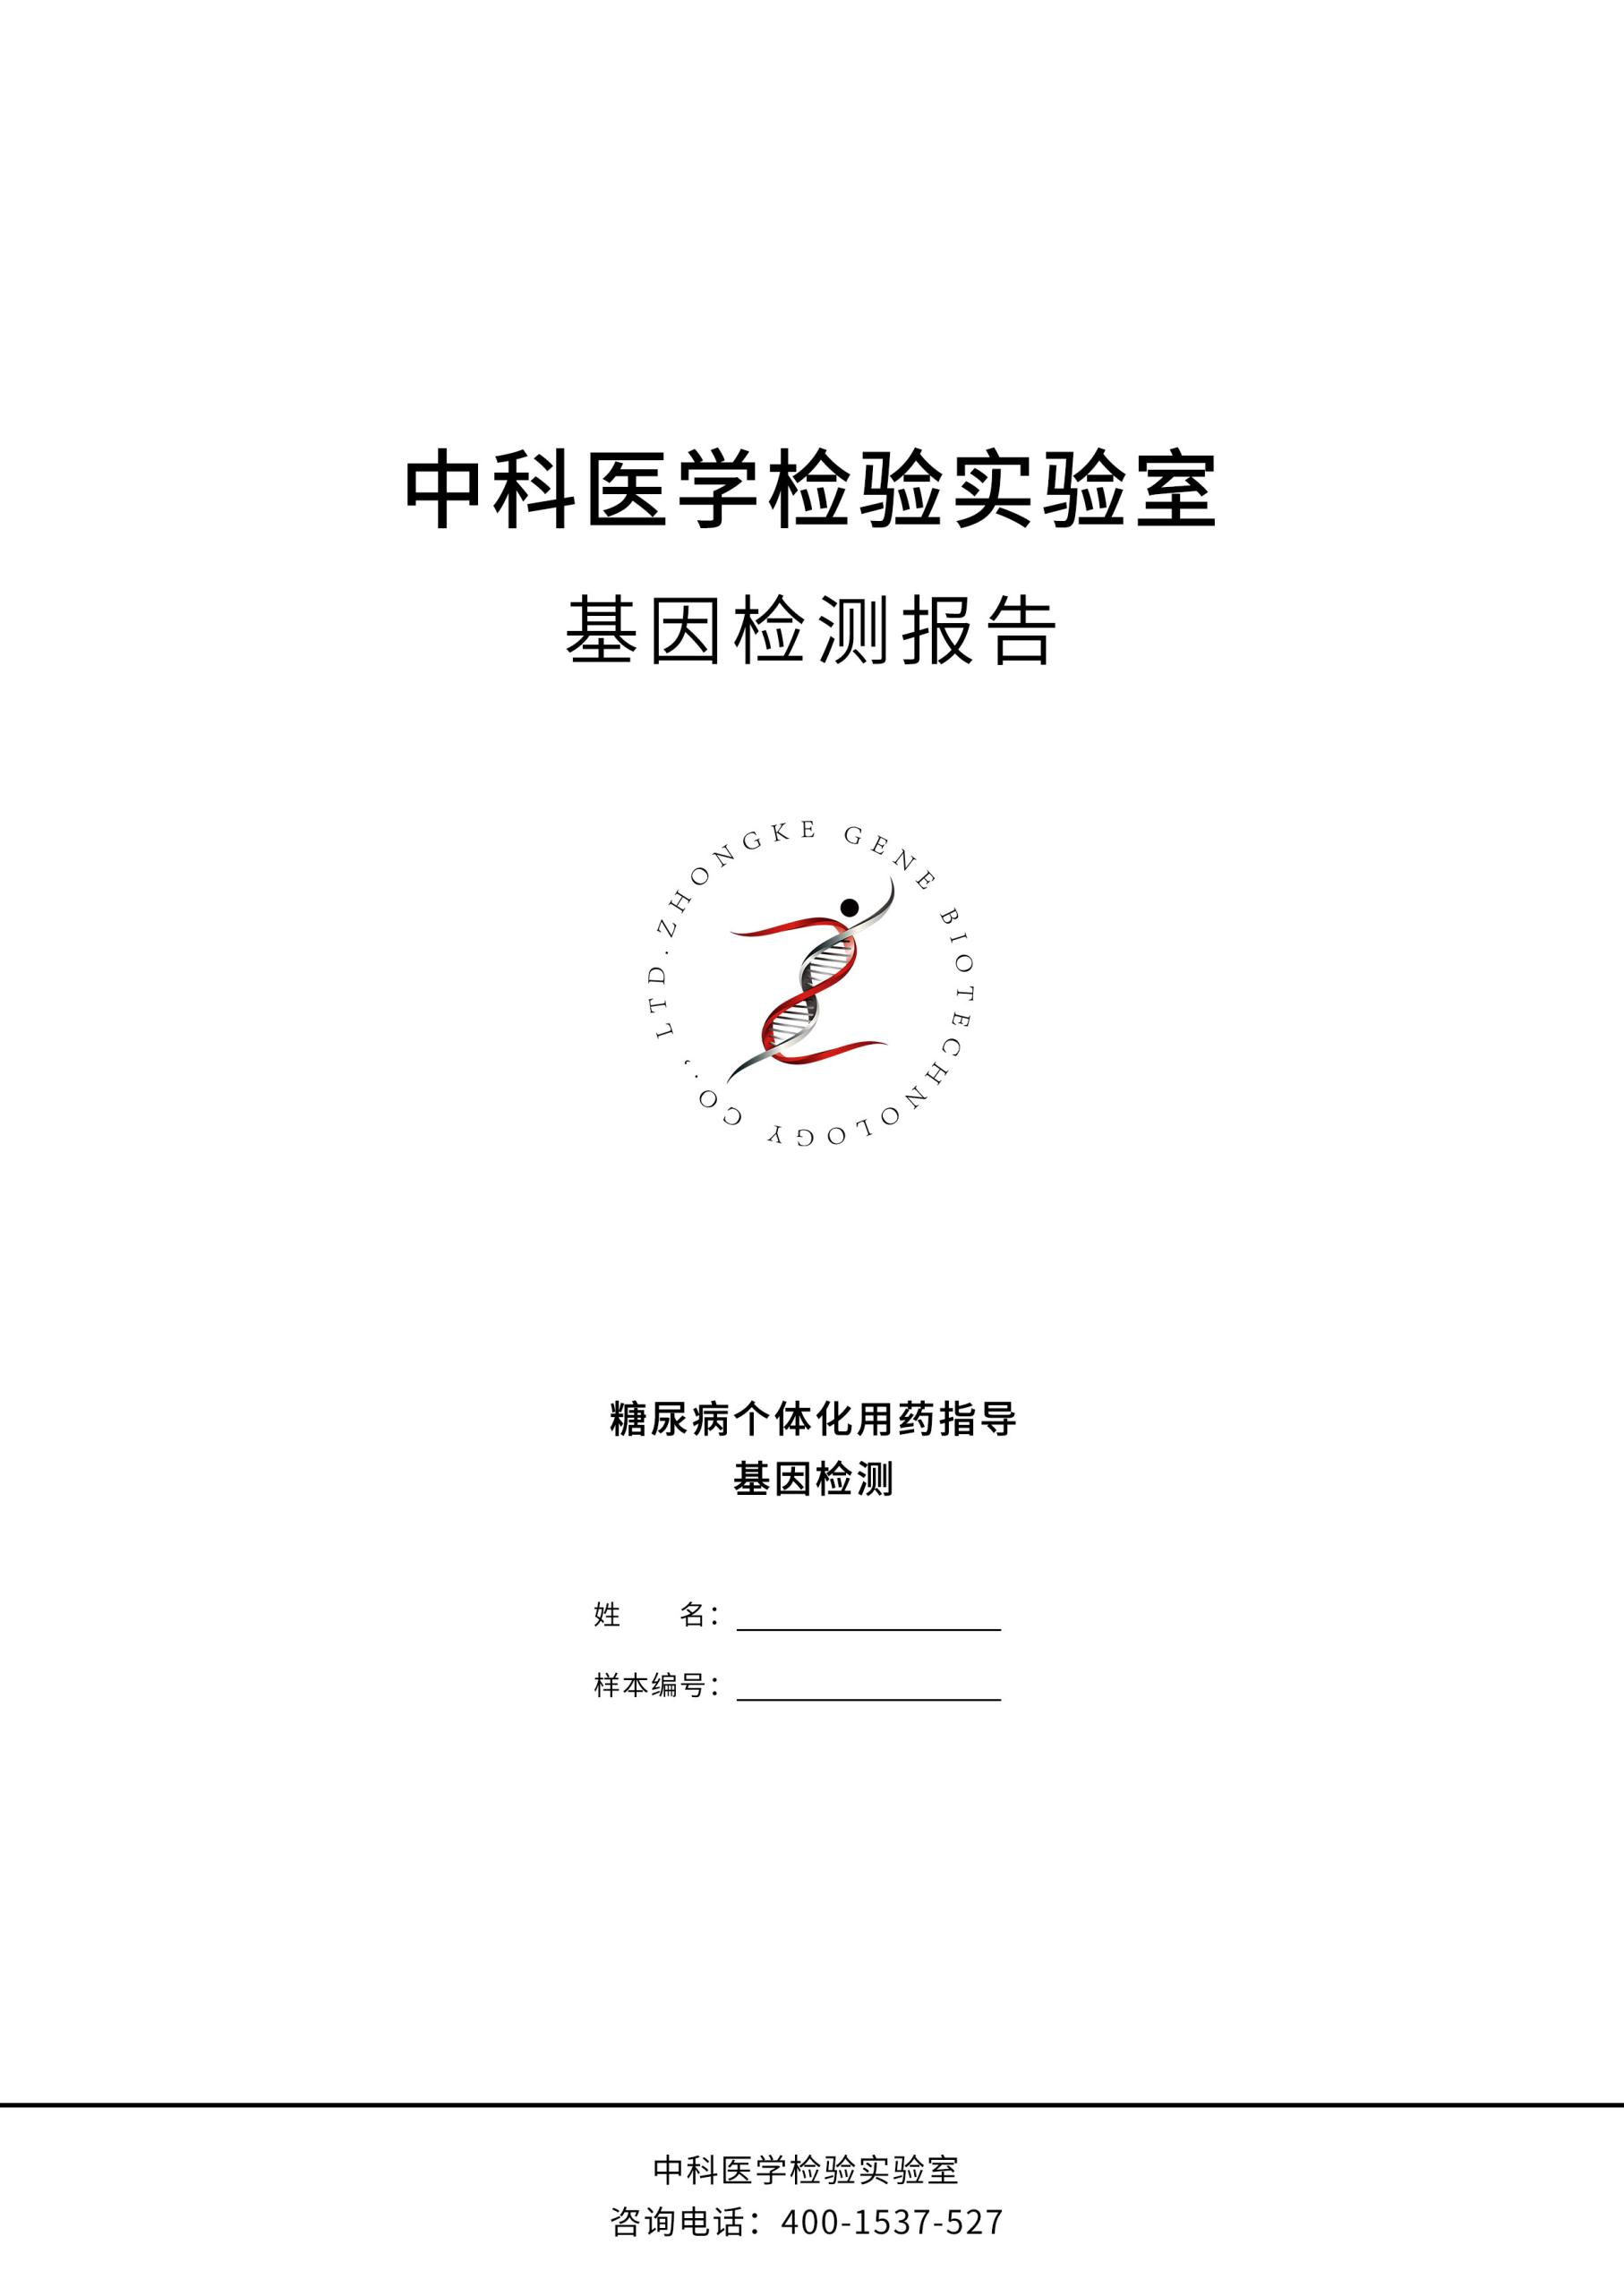 中科医学检验实验室
基因检测报告
ZHONGKE GENE BIOTECHNOLOGY CO., LTD.
糖尿病个体化用药指导
基因检测
姓 名：
样本编号：
中科医学检验实验室
咨询电话：400-1537-527